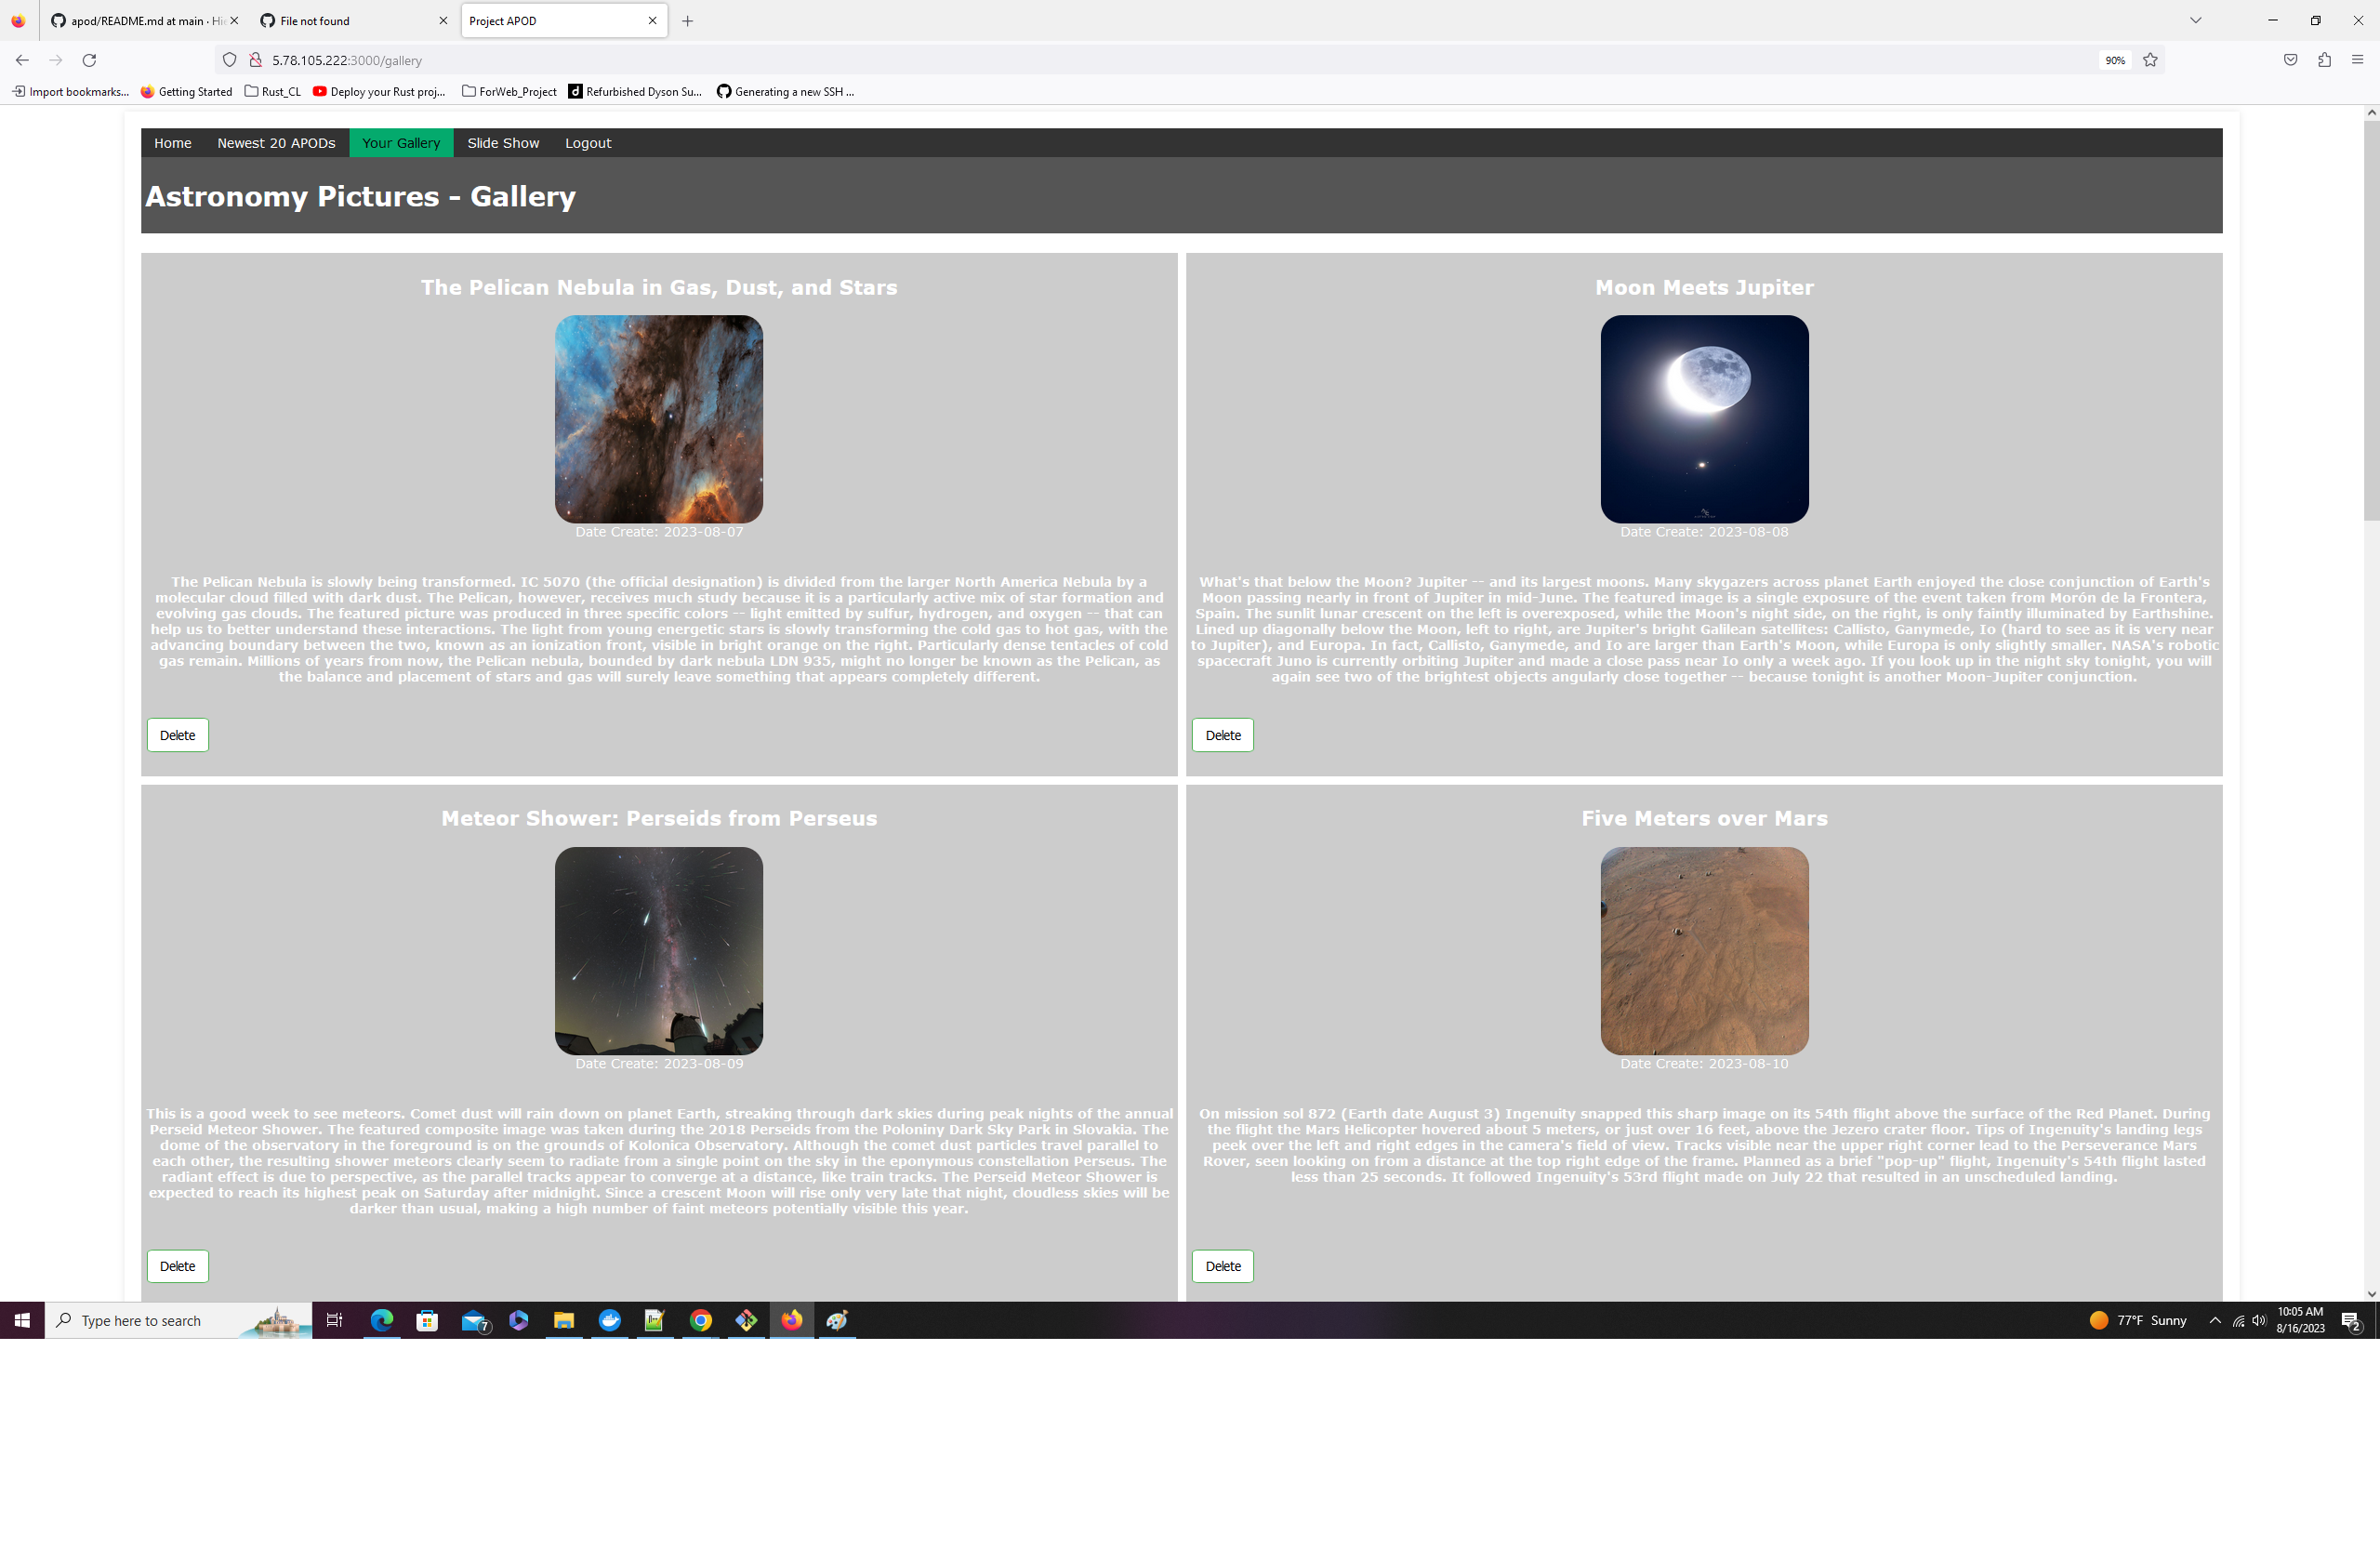 apod/README.md at main · Hi
File not found
Project APOD
5.78.105.222:3000/gallery
90%
Import bookmarks...
Getting Started
Rust_CL
Deploy your Rust proj...
ForWeb_Project
Refurbished Dyson Su...
Generating a new SSH ...
Home
Newest 20 APODs
Your Gallery
Slide Show
Logout
Astronomy Pictures - Gallery
The Pelican Nebula in Gas, Dust, and Stars
Date Create: 2023-08-07
The Pelican Nebula is slowly being transformed. IC 5070 (the official designation) is divided from the larger North America Nebula by a
molecular cloud filled with dark dust. The Pelican, however, receives much study because it is a particularly active mix of star formation and
evolving gas clouds. The featured picture was produced in three specific colors -- light emitted by sulfur, hydrogen, and oxygen -- that can
help us to better understand these interactions. The light from young energetic stars is slowly transforming the cold gas to hot gas, with the
advancing boundary between the two, known as an ionization front, visible in bright orange on the right. Particularly dense tentacles of cold
gas remain. Millions of years from now, the Pelican nebula, bounded by dark nebula LDN 935, might no longer be known as the Pelican, as
the balance and placement of stars and gas will surely leave something that appears completely different.
Delete
Moon Meets Jupiter
Date Create: 2023-08-08
What's that below the Moon? Jupiter -- and its largest moons. Many skygazers across planet Earth enjoyed the close conjunction of Earth's
Moon passing nearly in front of Jupiter in mid-June. The featured image is a single exposure of the event taken from Morón de la Frontera,
Spain. The sunlit lunar crescent on the left is overexposed, while the Moon's night side, on the right, is only faintly illuminated by Earthshine.
Lined up diagonally below the Moon, left to right, are Jupiter's bright Galilean satellites: Callisto, Ganymede, Io (hard to see as it is very near
to Jupiter), and Europa. In fact, Callisto, Ganymede, and Io are larger than Earth's Moon, while Europa is only slightly smaller. NASA's robotic
spacecraft Juno is currently orbiting Jupiter and made a close pass near Io only a week ago. If you look up in the night sky tonight, you will
again see two of the brightest objects angularly close together -- because tonight is another Moon-Jupiter conjunction.
Delete
Meteor Shower: Perseids from Perseus
Date Create: 2023-08-09
This is a good week to see meteors. Comet dust will rain down on planet Earth, streaking through dark skies during peak nights of the annual
Perseid Meteor Shower. The featured composite image was taken during the 2018 Perseids from the Poloniny Dark Sky Park in Slovakia. The
dome of the observatory in the foreground is on the grounds of Kolonica Observatory. Although the comet dust particles travel parallel to
each other, the resulting shower meteors clearly seem to radiate from a single point on the sky in the eponymous constellation Perseus. The
radiant effect is due to perspective, as the parallel tracks appear to converge at a distance, like train tracks. The Perseid Meteor Shower is
expected to reach its highest peak on Saturday after midnight. Since a crescent Moon will rise only very late that night, cloudless skies will be
darker than usual, making a high number of faint meteors potentially visible this year.
Delete
Five Meters over Mars
Date Create: 2023-08-10
On mission sol 872 (Earth date August 3) Ingenuity snapped this sharp image on its 54th flight above the surface of the Red Planet. During
the flight the Mars Helicopter hovered about 5 meters, or just over 16 feet, above the Jezero crater floor. Tips of Ingenuity's landing legs
peek over the left and right edges in the camera's field of view. Tracks visible near the upper right corner lead to the Perseverance Mars
Rover, seen looking on from a distance at the top right edge of the frame. Planned as a brief "pop-up" flight, Ingenuity's 54th flight lasted
less than 25 seconds. It followed Ingenuity's 53rd flight made on July 22 that resulted in an unscheduled landing.
Delete
Type here to search
7
77°F Sunny
10:05 AM
8/16/2023
2